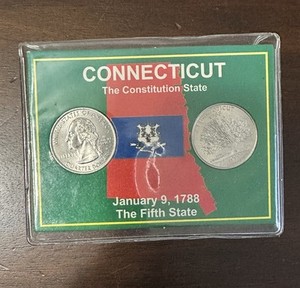 CONNECTICUT
The Constitution State
January 9, 1788
The Fifth State